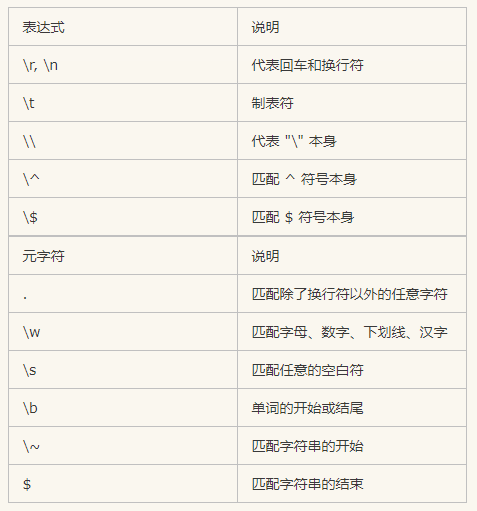 表达式 说明
\r, \n 代表回车和换行符
\t 制表符
\\ 代表 "\" 本身
\^ 匹配 ^ 符号本身
\$ 匹配 $ 符号本身
元字符 说明
. 匹配除了换行符以外的任意字符
\w 匹配字母、数字、下划线、汉字
\s 匹配任意的空白符
\b 单词的开始或结尾
\~ 匹配字符串的开始
$ 匹配字符串的结束